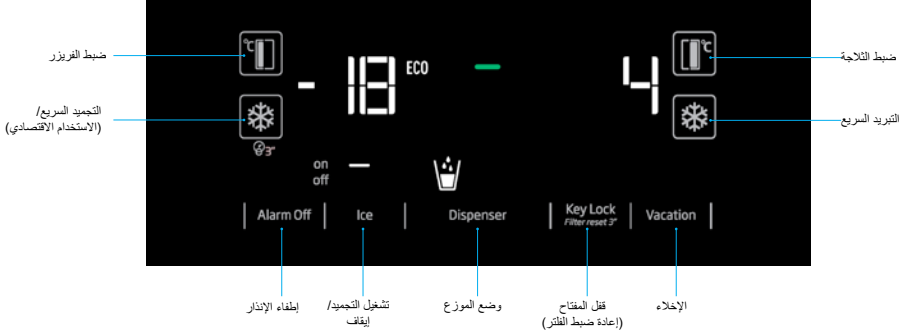 ضبط الفريزر
°C
- 18
ECO
4
°C
ضبط الثلاجة
التجميد السريع/
(الاستخدام الاقتصادي)
3"
التبريد السريع
on
off
Alarm Off
Ice
Dispenser
Key Lock
Filter reset 3"
Vacation
إطفاء الإنذار
تشغيل التجميد/
إيقاف
وضع الموزع
قفل المفتاح
(إعادة ضبط الفلتر)
الإخلاء